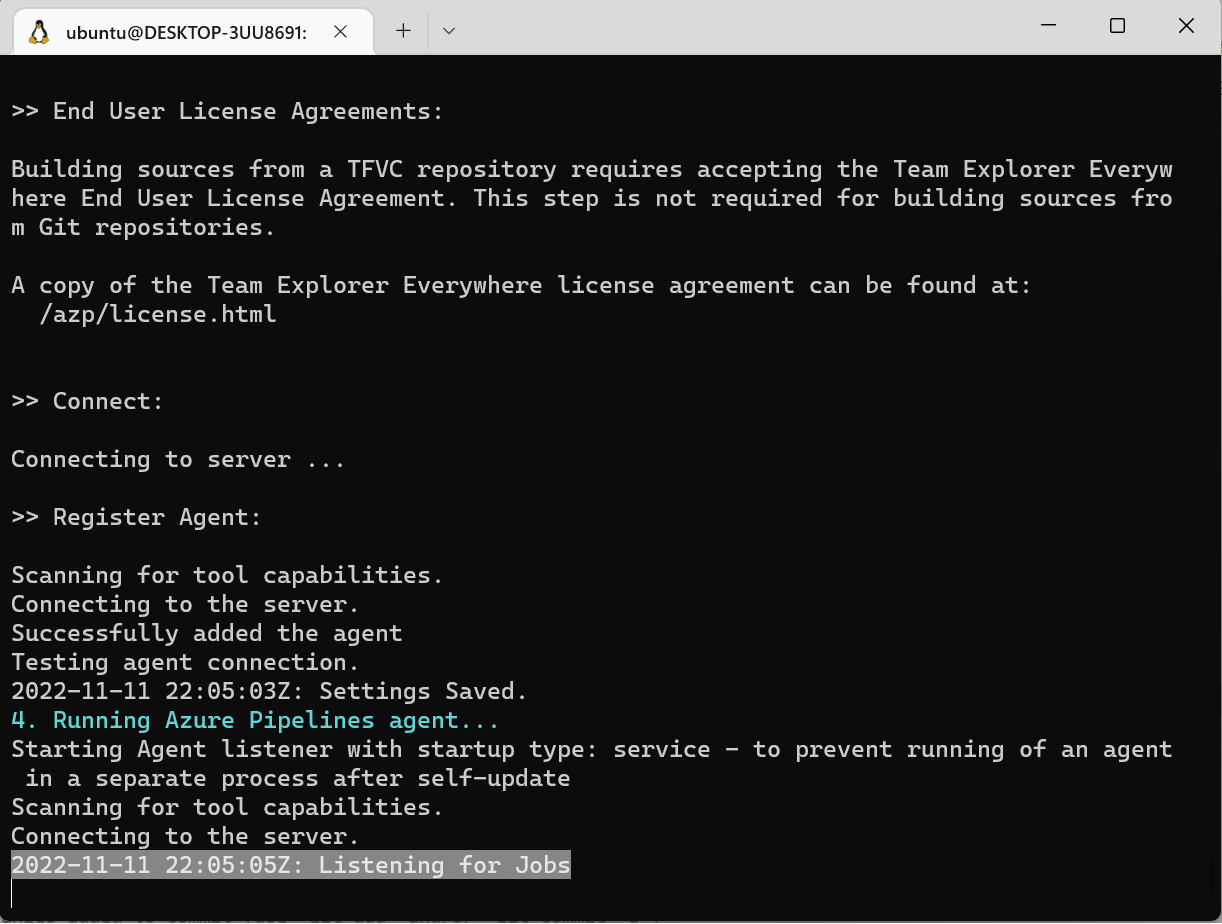 ubuntu@DESKTOP-3UU8691:
>> End User License Agreements:
Building sources from a TFVC repository requires accepting the Team Explorer Everyw
here End User License Agreement. This step is not required for building sources fro
m Git repositories.
A copy of the Team Explorer Everywhere license agreement can be found at:
  /azp/license.html
>> Connect:
Connecting to server ...
>> Register Agent:
Scanning for tool capabilities.
Connecting to the server.
Successfully added the agent
Testing agent connection.
2022-11-11 22:05:03Z: Settings Saved.
4. Running Azure Pipelines agent...
Starting Agent listener with startup type: service - to prevent running of an agent
 in a separate process after self-update
Scanning for tool capabilities.
Connecting to the server.
2022-11-11 22:05:05Z: Listening for Jobs